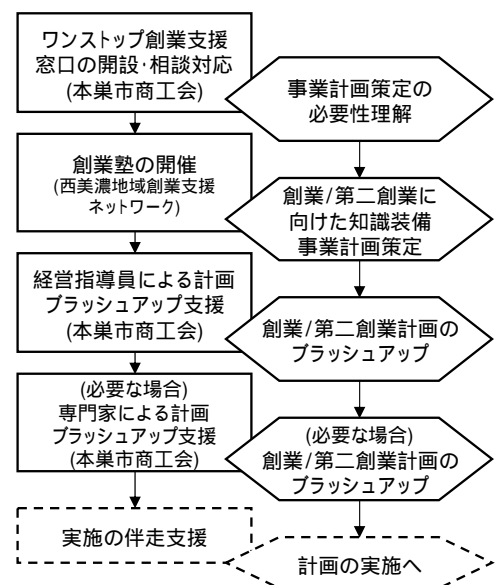 ワンストップ創業支援
窓口の開設･相談対応
(本巣市商工会)
事業計画策定の
必要性理解
創業塾の開催
(西美濃地域創業支援
ネットワーク)
創業/第二創業に
向けた知識装備
事業計画策定
経営指導員による計画
ブラッシュアップ支援
(本巣市商工会)
創業/第二創業計画の
ブラッシュアップ
(必要な場合)
専門家による計画
ブラッシュアップ支援
(本巣市商工会)
(必要な場合)
創業/第二創業計画の
ブラッシュアップ
実施の伴走支援
計画の実施へ